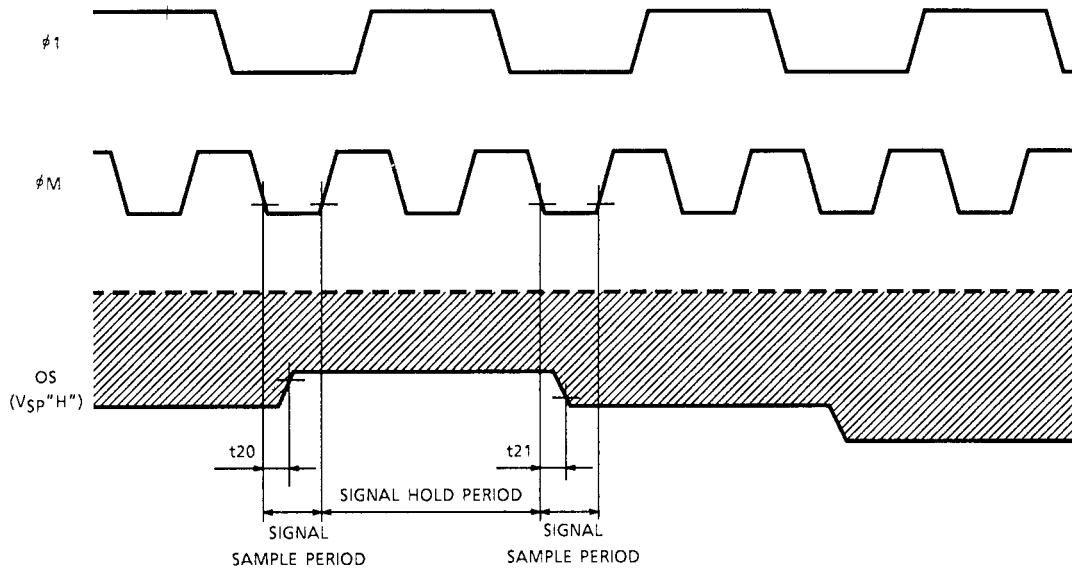 ϕ1
ϕM
OS
(VSP"H")
t20
t21
SIGNAL HOLD PERIOD
SIGNAL
SAMPLE PERIOD
SIGNAL
SAMPLE PERIOD